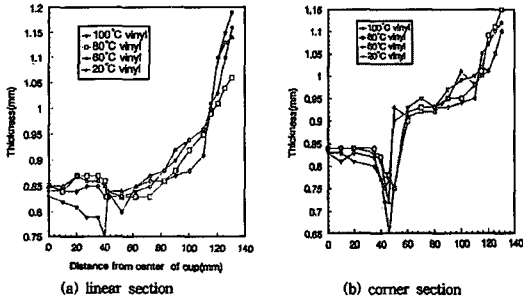 1.2
1.15
1.1
1.05
1
0.95
0.9
0.85
0.8
0.75
Thickness(mm)
100°C vinyl
80°C vinyl
60°C vinyl
20°C vinyl
0 20 40 60 80 100 120 140
Distance from center of cup(mm)
(a) linear section
1.15
1.1
1.05
1
0.95
0.9
0.85
0.8
0.75
0.7
0.65
Thickness(mm)
100°C vinyl
80°C vinyl
60°C vinyl
20°C vinyl
0 20 40 60 80 100 120 140
(b) corner section